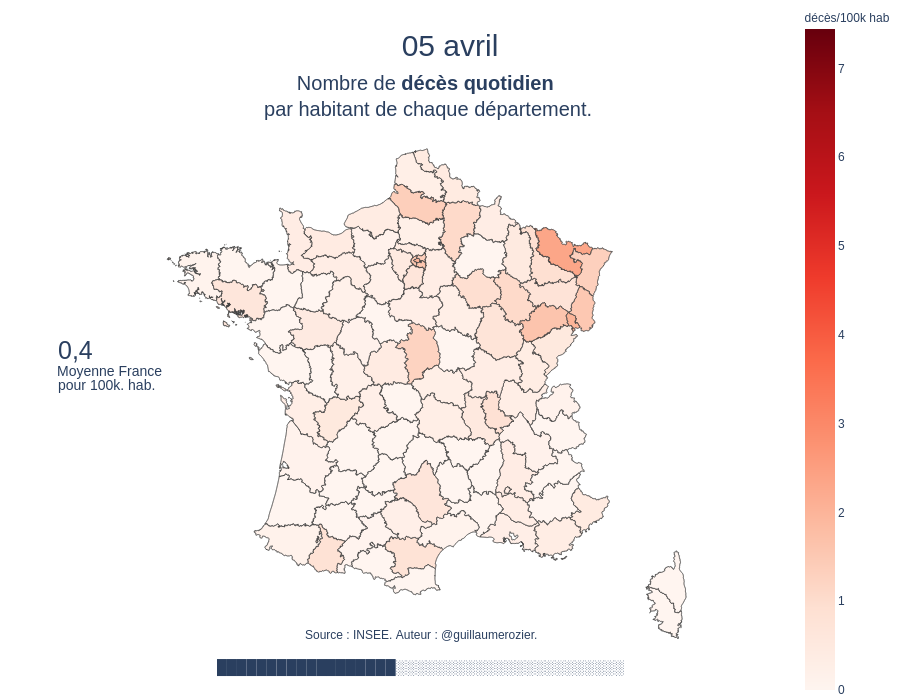 décès/100k hab
05 avril
Nombre de décès quotidien
par habitant de chaque département.
7
6
5
4
3
2
1
0
0,4
Moyenne France
pour 100k. hab.
Source : INSEE. Auteur : @guillaumerozier.